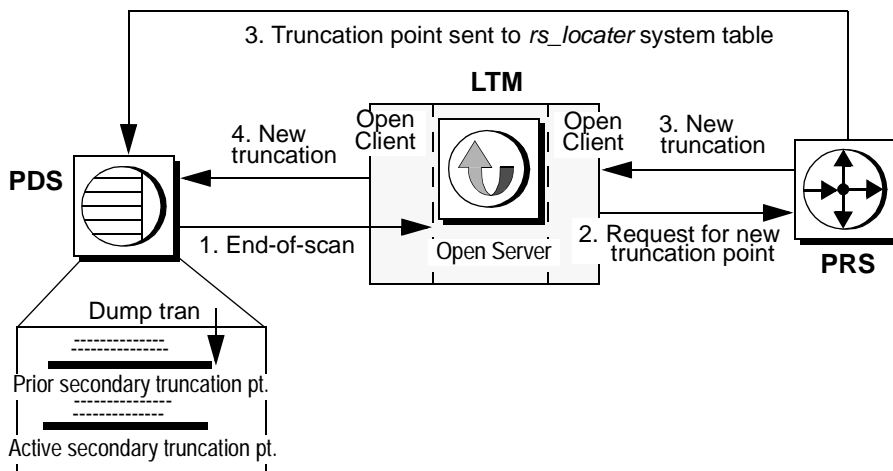 3. Truncation point sent to rs_locater system table
LTM
Open
Client
Open
Client
4. New
truncation
3. New
truncation
PDS
1. End-of-scan
Open Server
2. Request for new
truncation point
PRS
Dump tran
Prior secondary truncation pt.
Active secondary truncation pt.